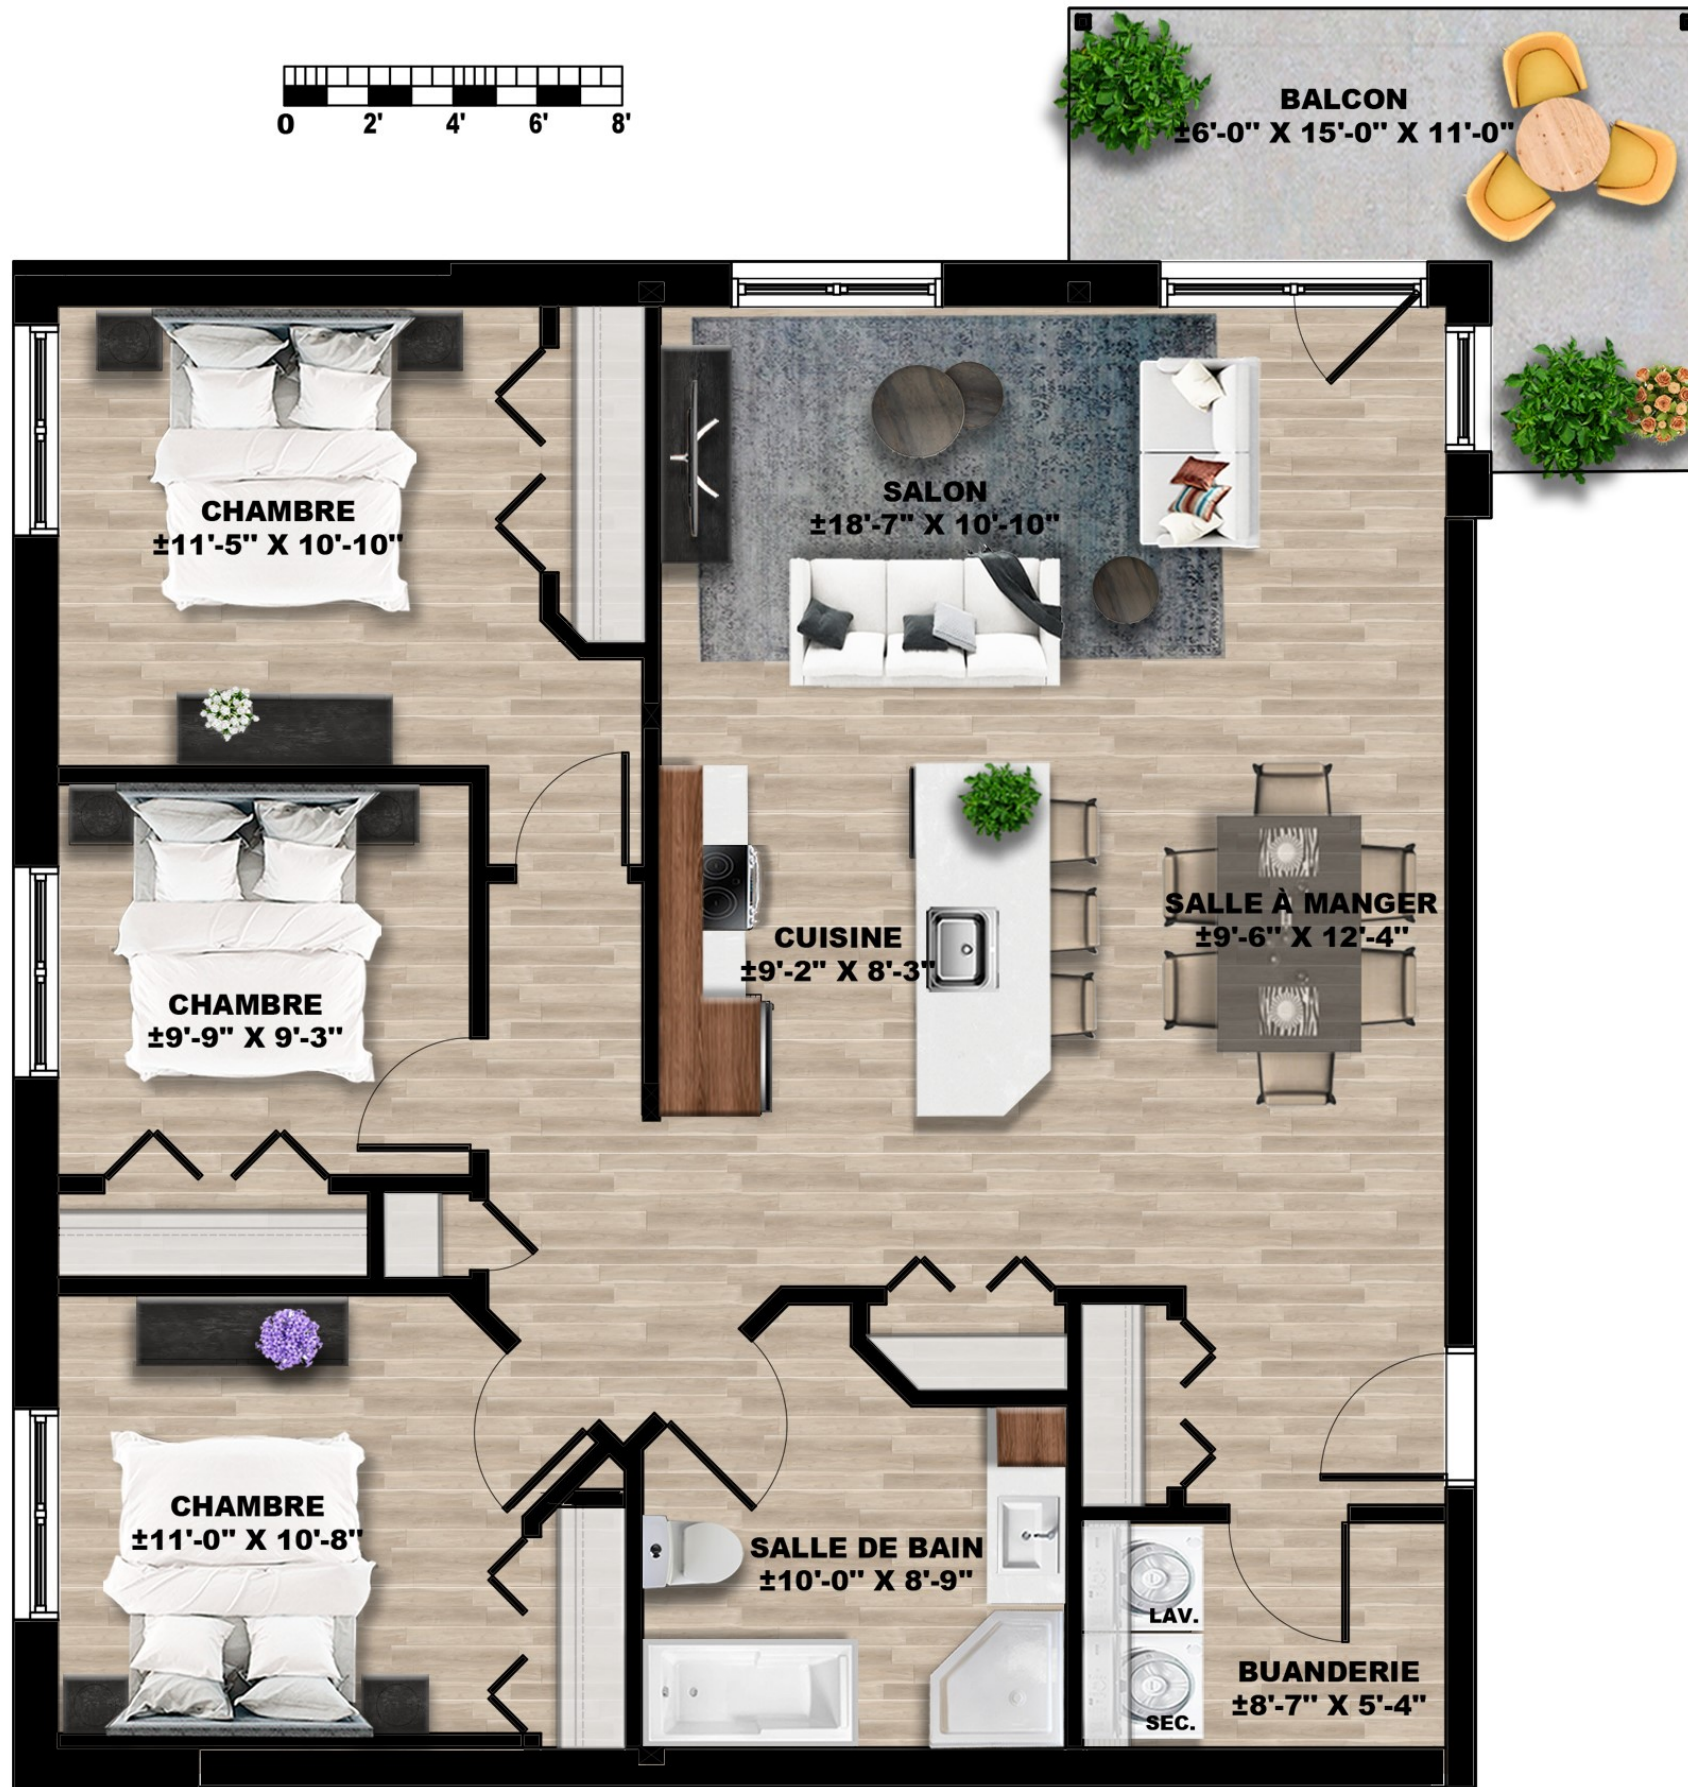 0 2' 4' 6' 8'
BALCON
±6'-0" X 15'-0" X 11'-0"
CHAMBRE
±11'-5" X 10'-10"
SALON
±18'-7" X 10'-10"
CUISINE
±9'-2" X 8'-3"
SALLE À MANGER
±9'-6" X 12'-4"
CHAMBRE
±9'-9" X 9'-3"
CHAMBRE
±11'-0" X 10'-8"
SALLE DE BAIN
±10'-0" X 8'-9"
LAV.
BUANDERIE
±8'-7" X 5'-4"
SEC.